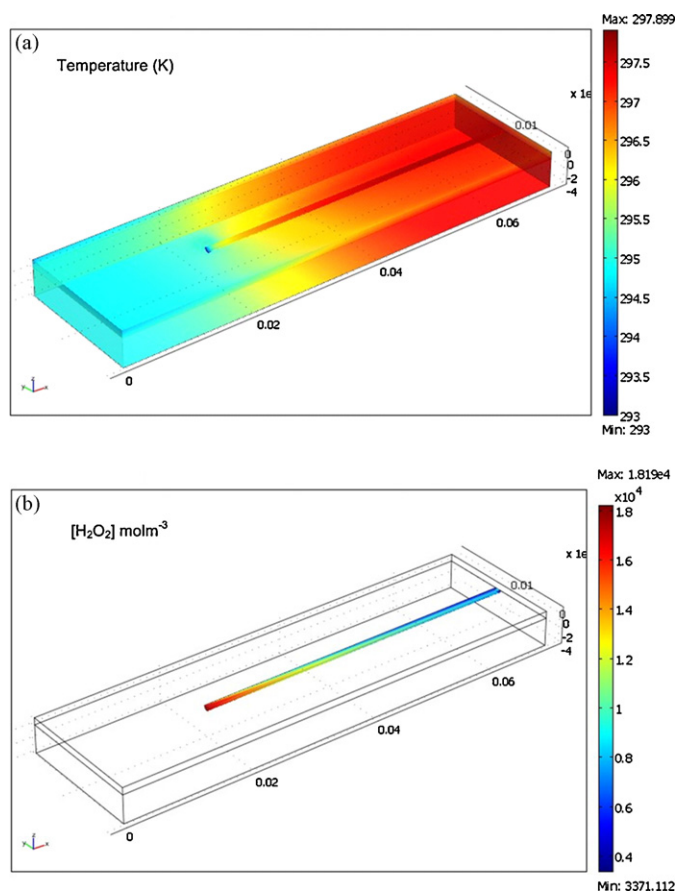 Max: 297.899
(a)
Temperature (K)
297.5
297
296.5
296
295.5
295
294.5
294
293.5
293
Min: 293
x 1e
0.01
0
0
-2
-4
0.06
0.04
0.02
0
z
y
x
Max: 1.819e4
(b)
[H₂O₂] molm⁻³
x10⁴
1.8
1.6
1.4
1.2
1
0.8
0.6
0.4
Min: 3371.112
x 1e
0.01
0
0
-2
-4
0.06
0.04
0.02
0
z
y
x